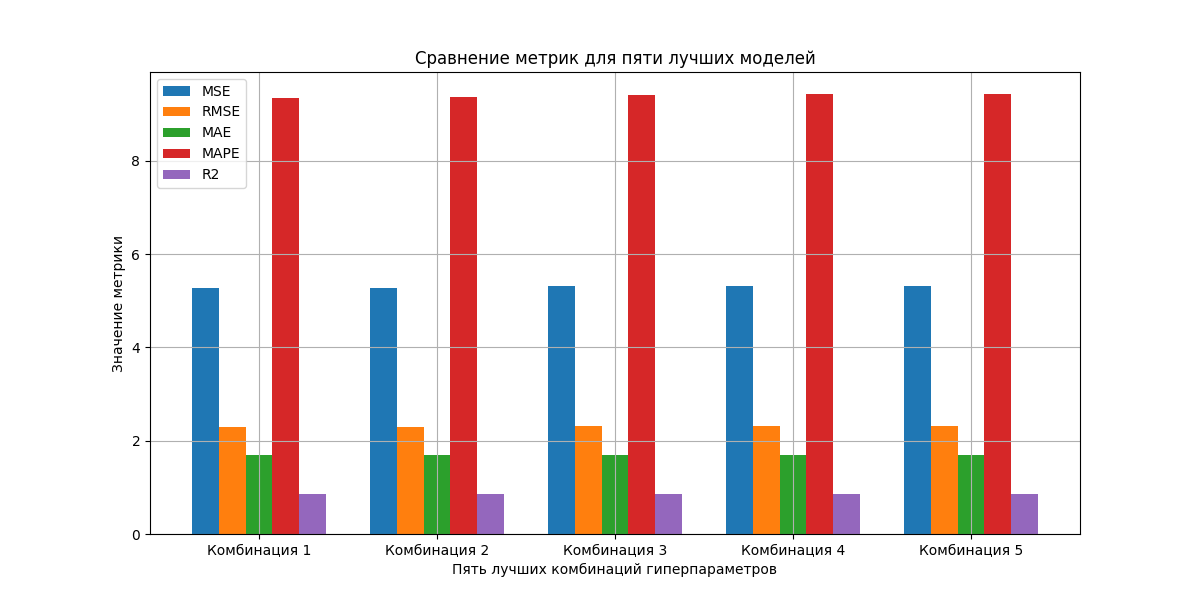 Сравнение метрик для пяти лучших моделей
MSE
RMSE
MAE
MAPE
R2
Значение метрики
8
6
4
2
0
Комбинация 1
Комбинация 2
Комбинация 3
Комбинация 4
Комбинация 5
Пять лучших комбинаций гиперпараметров